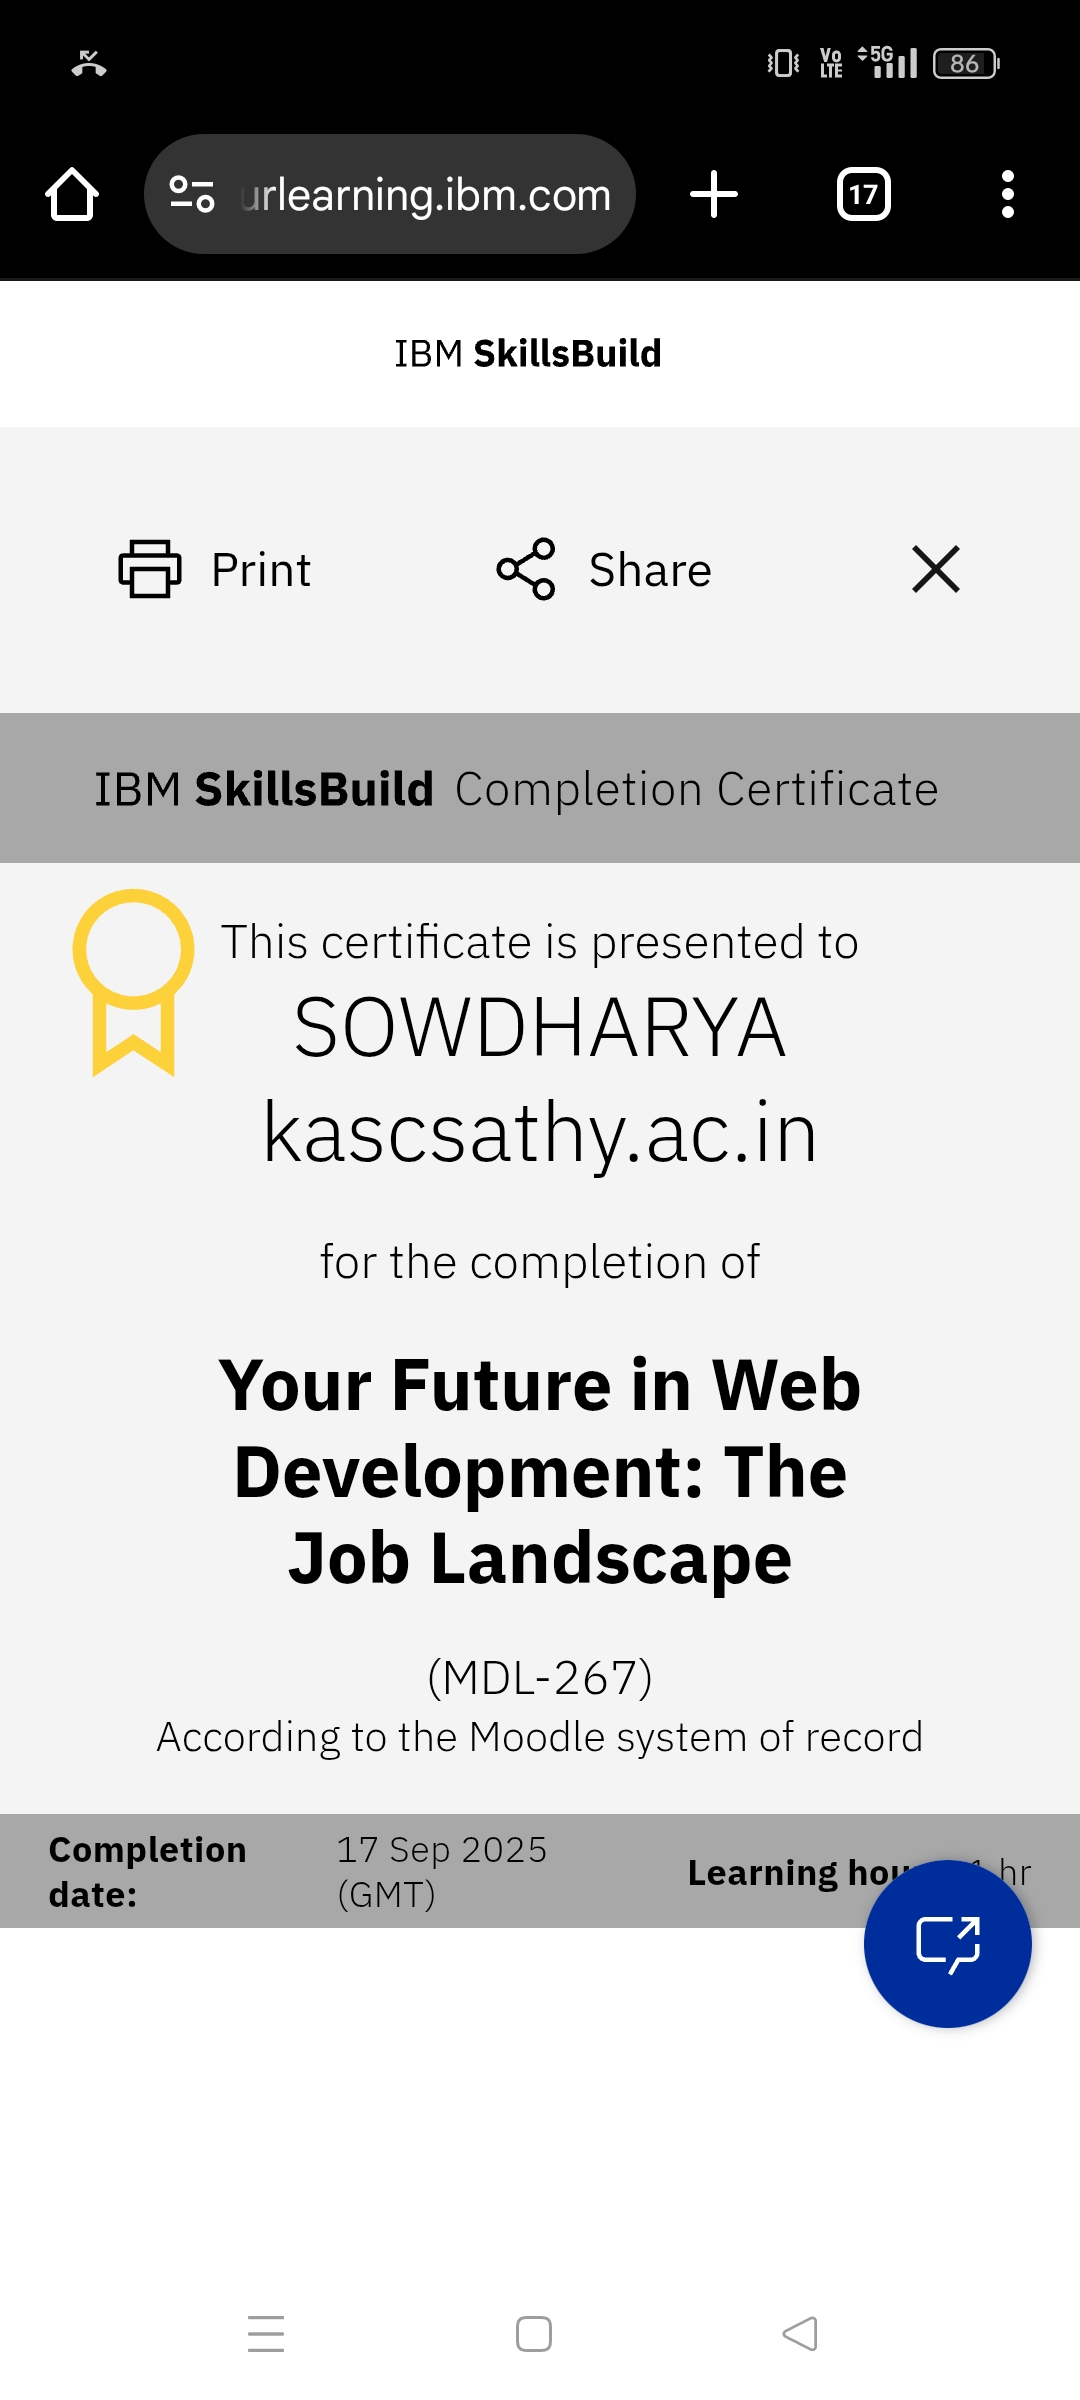 Vo
LTE
5G
86
urlearning.ibm.com
17
IBM SkillsBuild
Print
Share
IBM SkillsBuild Completion Certificate
This certificate is presented to
SOWDHARYA
kascsathy.ac.in
for the completion of
Your Future in Web
Development: The
Job Landscape
(MDL-267)
According to the Moodle system of record
Completion
date:
17 Sep 2025
(GMT)
Learning hr